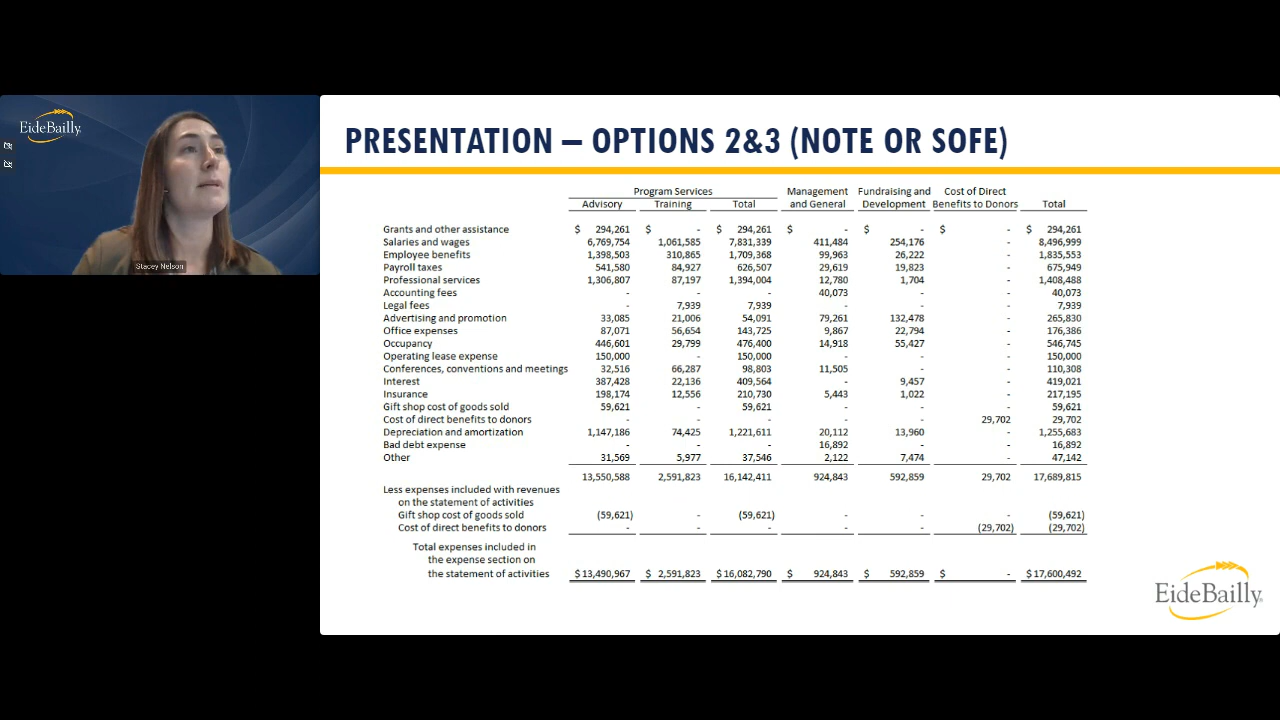 EideBailly
Stacey Nelson
PRESENTATION – OPTIONS 2&3 (NOTE OR SOFE)
Program Services Management Fundraising and Cost of Direct
Advisory Training Total and General Development Benefits to Donors Total
Grants and other assistance $ 294,261 $ - $ 294,261 $ - $ - $ - $ 294,261
Salaries and wages 6,769,754 1,061,585 7,831,339 411,484 254,176 - 8,496,999
Employee benefits 1,398,503 310,865 1,709,368 99,963 26,222 - 1,835,553
Payroll taxes 541,580 84,927 626,507 29,619 19,823 - 675,949
Professional services 1,306,807 87,197 1,394,004 12,780 1,704 - 1,408,488
Accounting fees - - - 40,073 - - 40,073
Legal fees - 7,939 7,939 - - - 7,939
Advertising and promotion 33,085 21,006 54,091 79,261 132,478 - 265,830
Office expenses 87,071 56,654 143,725 9,867 22,794 - 176,386
Occupancy 446,601 29,799 476,400 14,918 55,427 - 546,745
Operating lease expense 150,000 - 150,000 - - - 150,000
Conferences, conventions and meetings 32,516 66,287 98,803 11,505 - - 110,308
Interest 387,428 22,136 409,564 - 9,457 - 419,021
Insurance 198,174 12,556 210,730 5,443 1,022 - 217,195
Gift shop cost of goods sold 59,621 - 59,621 - - - 59,621
Cost of direct benefits to donors - - - - - 29,702 29,702
Depreciation and amortization 1,147,186 74,425 1,221,611 20,112 13,960 - 1,255,683
Bad debt expense - - - 16,892 - - 16,892
Other 31,569 5,977 37,546 2,122 7,474 - 47,142
13,550,588 2,591,823 16,142,411 924,843 592,859 29,702 17,689,815
Less expenses included with revenues
on the statement of activities
Gift shop cost of goods sold (59,621) - (59,621) - - - (59,621)
Cost of direct benefits to donors - - - - - (29,702) (29,702)
Total expenses included in
the expense section on
the statement of activities $ 13,490,967 $ 2,591,823 $ 16,082,790 $ 924,843 $ 592,859 $ - $ 17,600,492
EideBailly